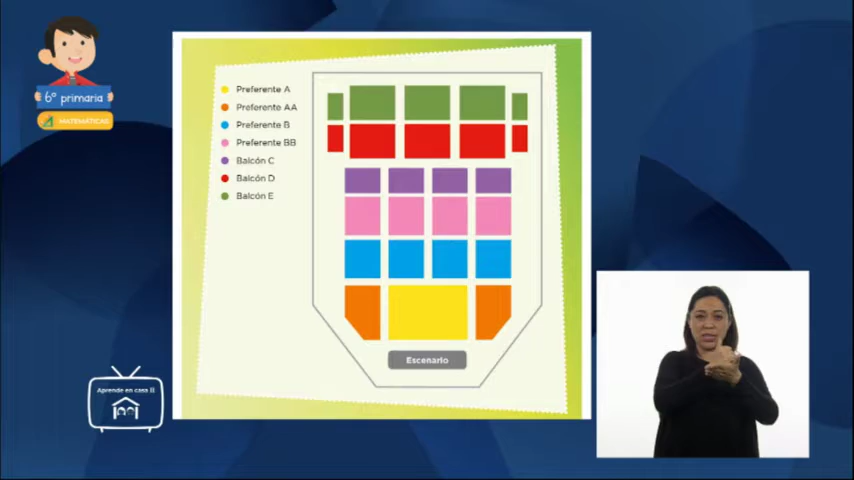 6° primaria
MATEMÁTICAS
Preferente A
Preferente AA
Preferente B
Preferente BB
Balcón C
Balcón D
Balcón E
Escenario
Aprende en casa II